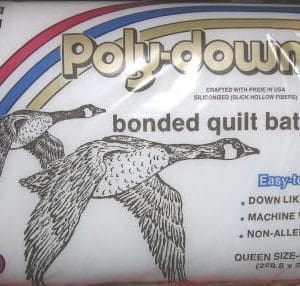 Poly-down
CRAFTED WITH PRIDE IN USA
SILICONIZED (SLICK HOLLOW FIBERS)
bonded quilt bat
Easy-to
• DOWN LIK
• MACHINE
• NON-ALLE
QUEEN SIZE-